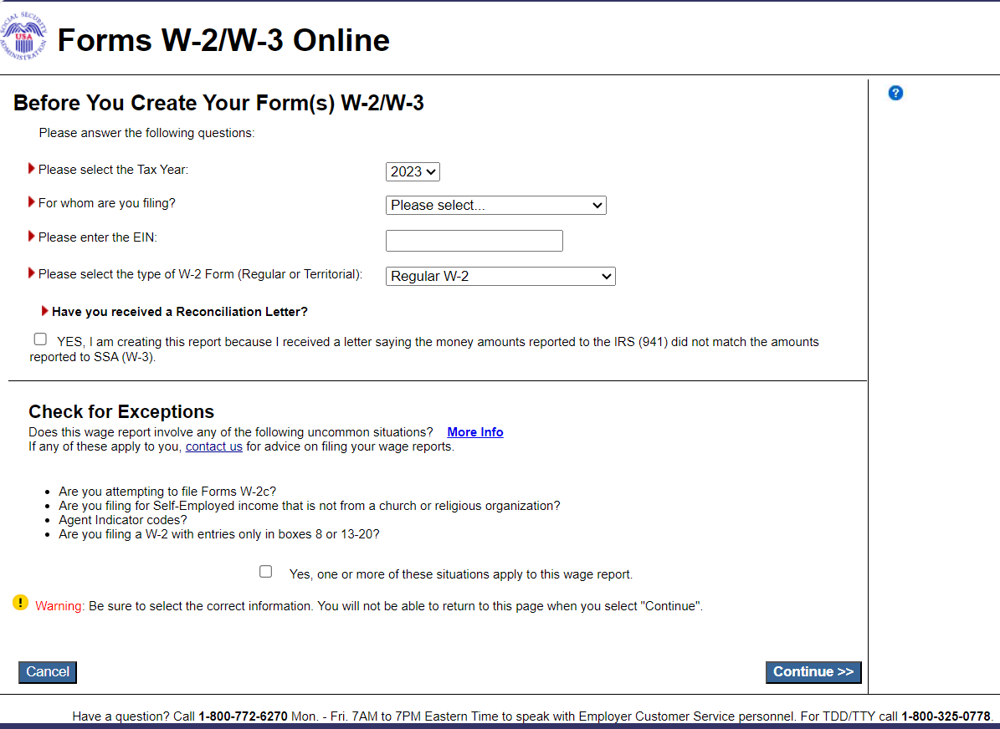 SOCIAL SECURITY ADMINISTRATION
USA
Forms W-2/W-3 Online
?
Before You Create Your Form(s) W-2/W-3
Please answer the following questions:
Please select the Tax Year:
2023
For whom are you filing?
Please select...
Please enter the EIN:
Please select the type of W-2 Form (Regular or Territorial):
Regular W-2
Have you received a Reconciliation Letter?
YES, I am creating this report because I received a letter saying the money amounts reported to the IRS (941) did not match the amounts
reported to SSA (W-3).
Check for Exceptions
Does this wage report involve any of the following uncommon situations? More Info
If any of these apply to you, contact us for advice on filing your wage reports.
• Are you attempting to file Forms W-2c?
• Are you filing for Self-Employed income that is not from a church or religious organization?
• Agent Indicator codes?
• Are you filing a W-2 with entries only in boxes 8 or 13-20?
Yes, one or more of these situations apply to this wage report.
! Warning: Be sure to select the correct information. You will not be able to return to this page when you select "Continue".
Cancel
Continue >>
Have a question? Call 1-800-772-6270 Mon. - Fri. 7AM to 7PM Eastern Time to speak with Employer Customer Service personnel. For TDD/TTY call 1-800-325-0778.